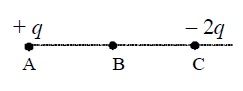 + q – 2q
A B C